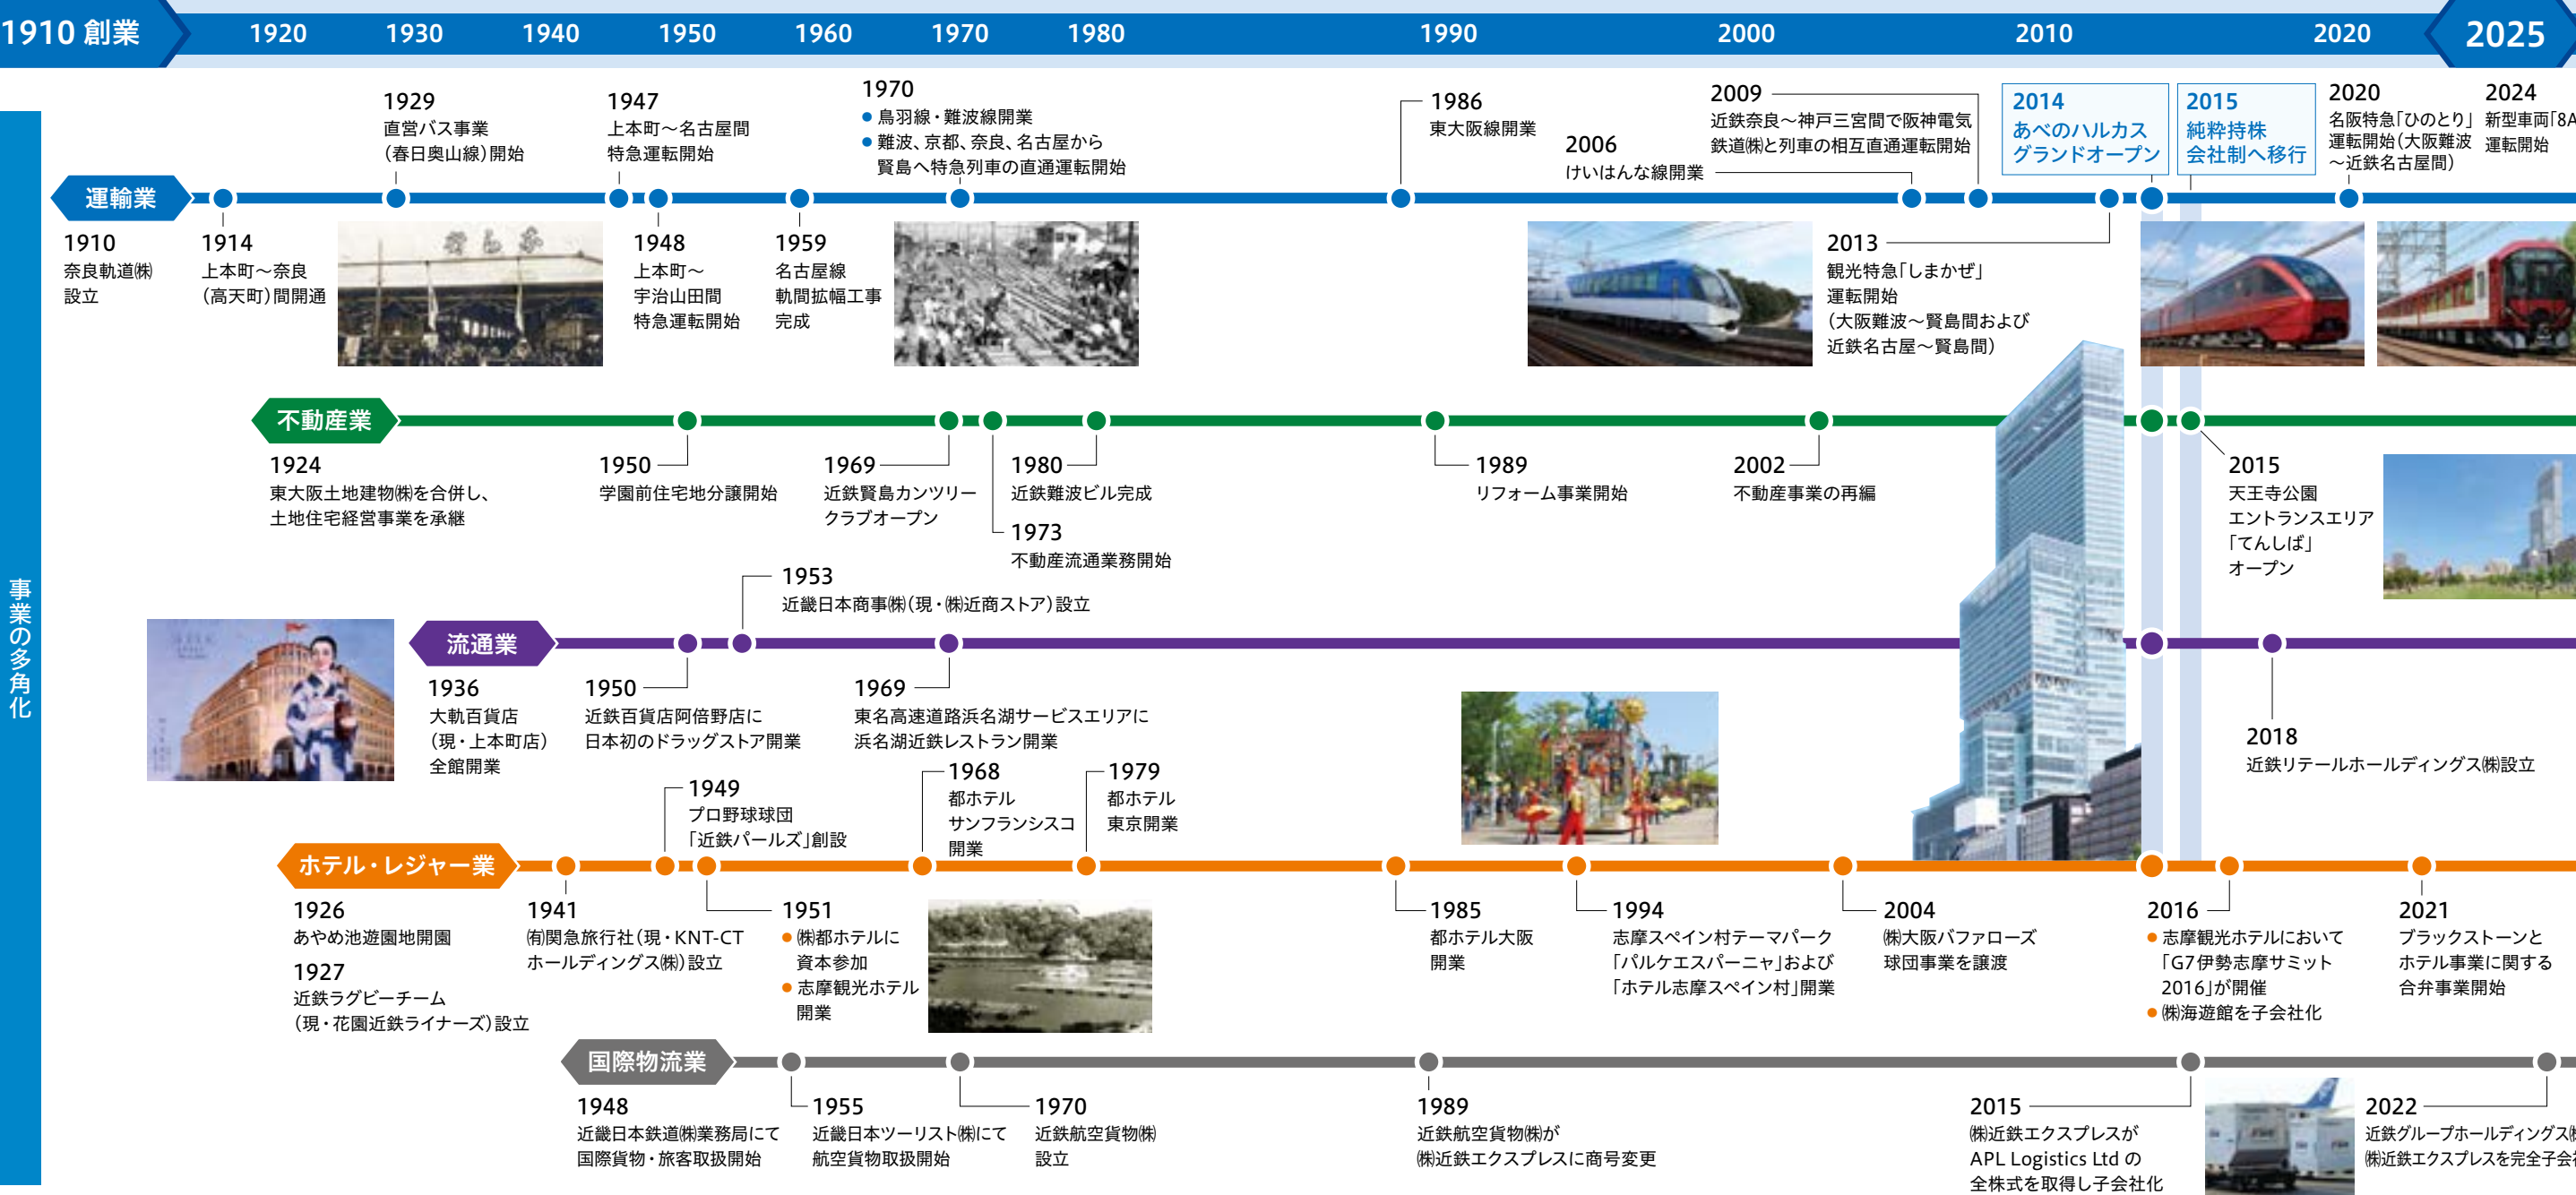 1910 創業
1920
1930
1940
1950
1960
1970
1980
1990
2000
2010
2020
2025
事業の多角化
運輸業
1910
奈良軌道㈱
設立
1914
上本町～奈良
（高天町）間開通
1929
直営バス事業
（春日奥山線）開始
1947
上本町～名古屋間
特急運転開始
1948
上本町～
宇治山田間
特急運転開始
1959
名古屋線
軌間拡幅工事
完成
1970
● 鳥羽線・難波線開業
● 難波、京都、奈良、名古屋から
賢島へ特急列車の直通運転開始
1986
東大阪線開業
2006
けいはんな線開業
2009
近鉄奈良～神戸三宮間で阪神電気
鉄道㈱と列車の相互直通運転開始
2013
観光特急「しまかぜ」
運転開始
（大阪難波～賢島間および
近鉄名古屋～賢島間）
2014
あべのハルカス
グランドオープン
2015
純粋持株
会社制へ移行
2020
名阪特急「ひのとり」
運転開始（大阪難波
～近鉄名古屋間）
2024
新型車両「8A
運転開始
不動産業
1924
東大阪土地建物㈱を合併し、
土地住宅経営事業を承継
1950
学園前住宅地分譲開始
1969
近鉄賢島カンツリー
クラブオープン
1973
不動産流通業務開始
1980
近鉄難波ビル完成
1989
リフォーム事業開始
2002
不動産事業の再編
2015
天王寺公園
エントランスエリア
「てんしば」
オープン
流通業
1936
大軌百貨店
（現・上本町店）
全館開業
1950
近鉄百貨店阿倍野店に
日本初のドラッグストア開業
1953
近畿日本商事㈱（現・㈱近商ストア）設立
1969
東名高速道路浜名湖サービスエリアに
浜名湖近鉄レストラン開業
2018
近鉄リテールホールディングス㈱設立
ホテル・レジャー業
1926
あやめ池遊園地開園
1927
近鉄ラグビーチーム
（現・花園近鉄ライナーズ）設立
1941
㈲関急旅行社（現・KNT-CT
ホールディングス㈱）設立
1949
プロ野球球団
「近鉄パールズ」創設
1951
● ㈱都ホテルに
資本参加
● 志摩観光ホテル
開業
1968
都ホテル
サンフランシスコ
開業
1979
都ホテル
東京開業
1985
都ホテル大阪
開業
1994
志摩スペイン村テーマパーク
「パルケエスパーニャ」および
「ホテル志摩スペイン村」開業
2004
㈱大阪バファローズ
球団事業を譲渡
2016
● 志摩観光ホテルにおいて
「G7伊勢志摩サミット
2016」が開催
● ㈱海遊館を子会社化
2021
ブラックストーンと
ホテル事業に関する
合弁事業開始
国際物流業
1948
近畿日本鉄道㈱業務局にて
国際貨物・旅客取扱開始
1955
近畿日本ツーリスト㈱にて
航空貨物取扱開始
1970
近鉄航空貨物㈱
設立
1989
近鉄航空貨物㈱が
㈱近鉄エクスプレスに商号変更
2015
㈱近鉄エクスプレスが
APL Logistics Ltd の
全株式を取得し子会社化
2022
近鉄グループホールディングス
㈱近鉄エクスプレスを完全子会